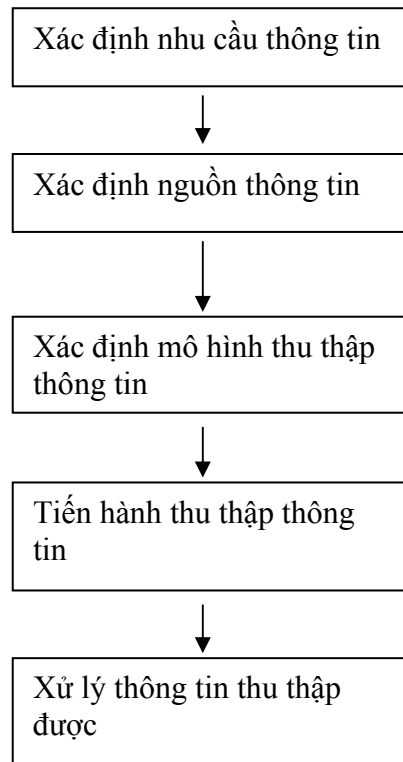 Xác định nhu cầu thông tin
Xác định nguồn thông tin
Xác định mô hình thu thập
thông tin
Tiến hành thu thập thông
tin
Xử lý thông tin thu thập
được